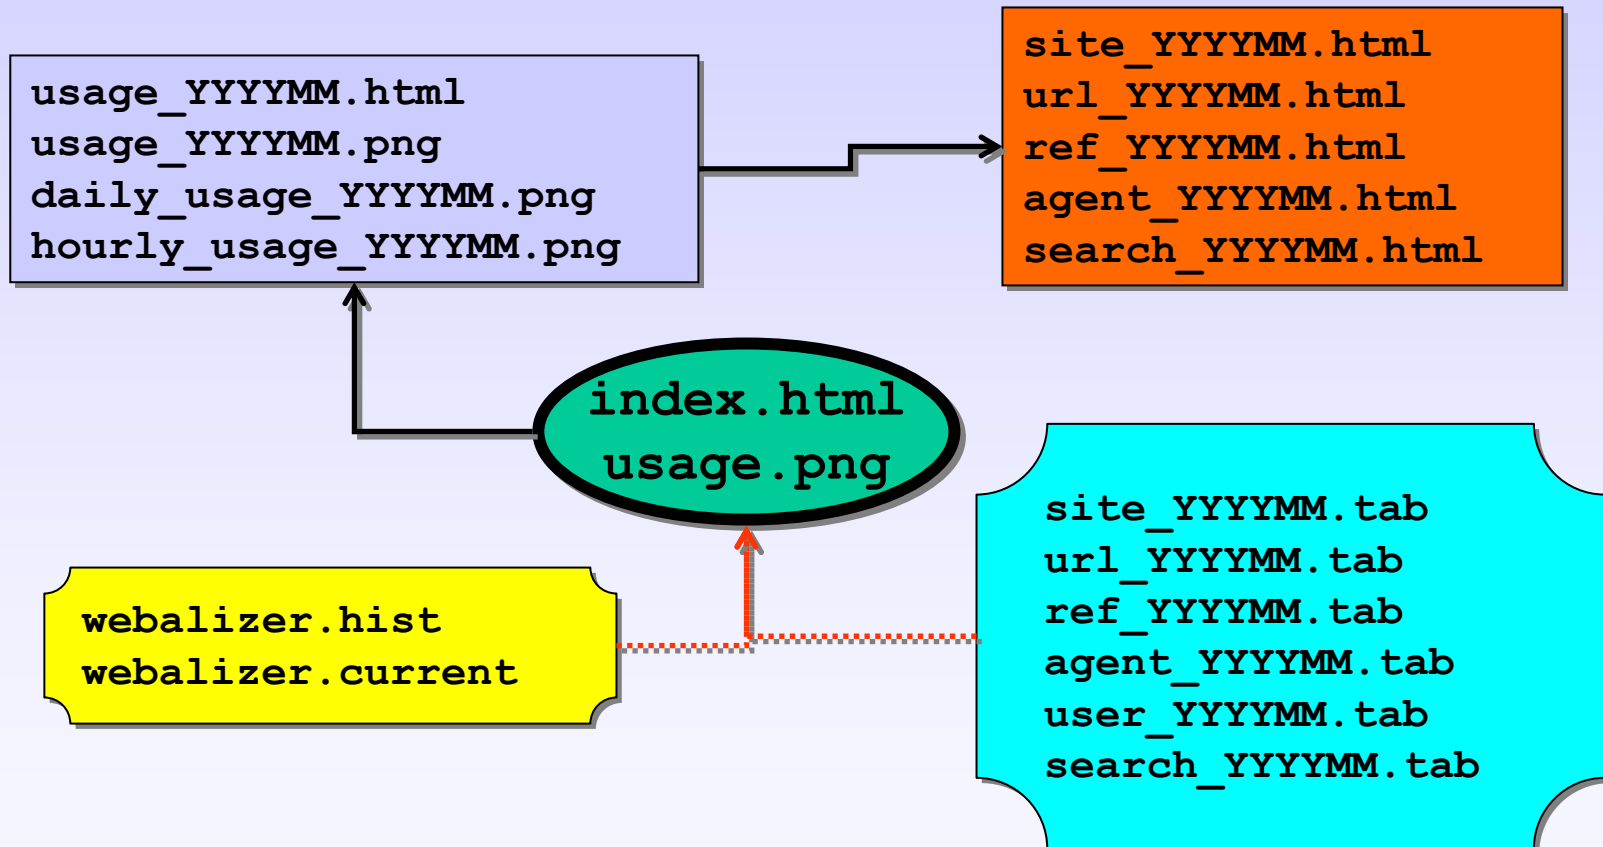 usage_YYYYMM.html
usage_YYYYMM.png
daily_usage_YYYYMM.png
hourly_usage_YYYYMM.png
site_YYYYMM.html
url_YYYYMM.html
ref_YYYYMM.html
agent_YYYYMM.html
search_YYYYMM.html
index.html
usage.png
webalizer.hist
webalizer.current
site_YYYYMM.tab
url_YYYYMM.tab
ref_YYYYMM.tab
agent_YYYYMM.tab
user_YYYYMM.tab
search_YYYYMM.tab